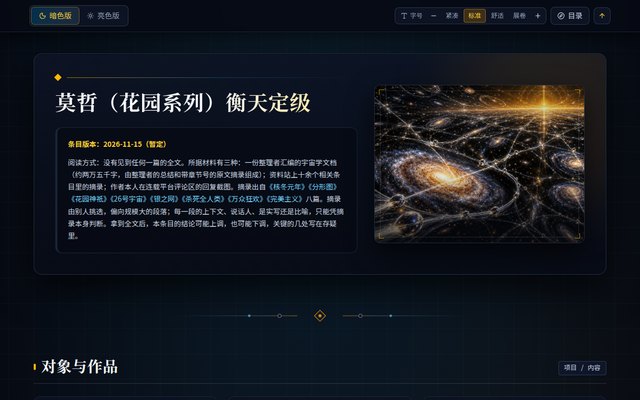 暗色版 亮色版 字号 − 紧凑 标准 舒适 展卷 + 目录
莫哲（花园系列）衡天定级
条目版本：2026-11-15（暂定）
阅读方式：没有见到任何一篇的全文。所据材料有三种：一份整理者汇编的宇宙学文档
（约两万五千字，由整理者的总结和带章节号的原文摘录组成）；资料站上十余个相关条
目里的摘录；作者本人在连载平台评论区的回复截图。摘录出自《核冬元年》《分形图》
《花园神祇》《26号宇宙》《银之网》《杀死全人类》《万众狂欢》《完美主义》八篇。摘录
由别人挑选，偏向规模大的段落；每一段的上下文、说话人、是实写还是比喻，只能凭摘
录本身判断。拿到全文后，本条目的结论可能上调，也可能下调，关键的几处写在存疑
里。
对象与作品
项目 / 内容